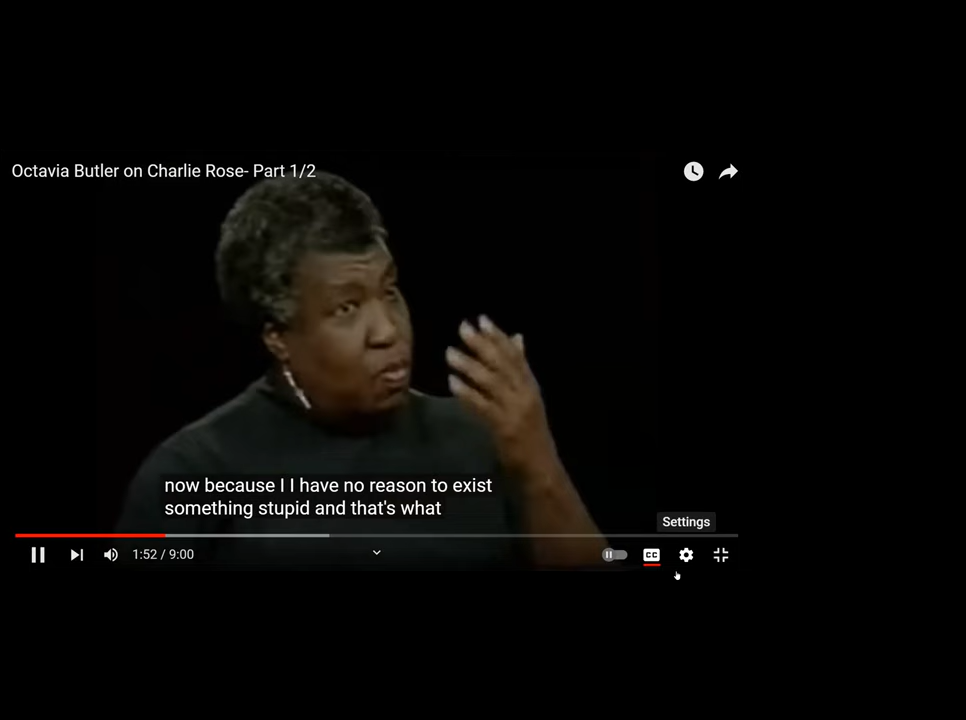 Octavia Butler on Charlie Rose- Part 1/2
now because I I have no reason to exist
something stupid and that's what
Settings
1:52 / 9:00
CC